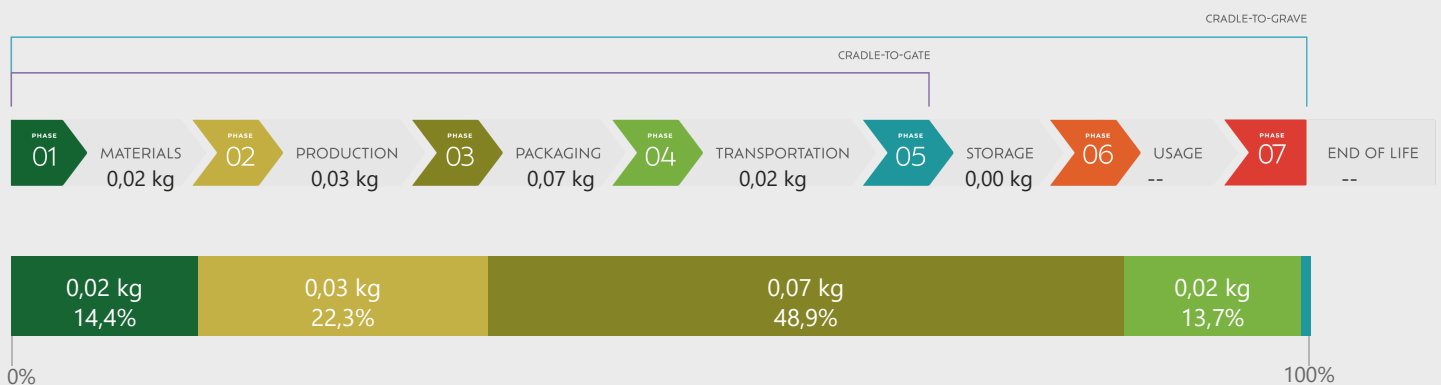 CRADLE-TO-GRAVE
CRADLE-TO-GATE
PHASE
01
MATERIALS
0,02 kg
PHASE
02
PRODUCTION
0,03 kg
PHASE
03
PACKAGING
0,07 kg
PHASE
04
TRANSPORTATION
0,02 kg
PHASE
05
STORAGE
0,00 kg
PHASE
06
USAGE
--
PHASE
07
END OF LIFE
--
0,02 kg
14,4%
0,03 kg
22,3%
0,07 kg
48,9%
0,02 kg
13,7%
0%
100%